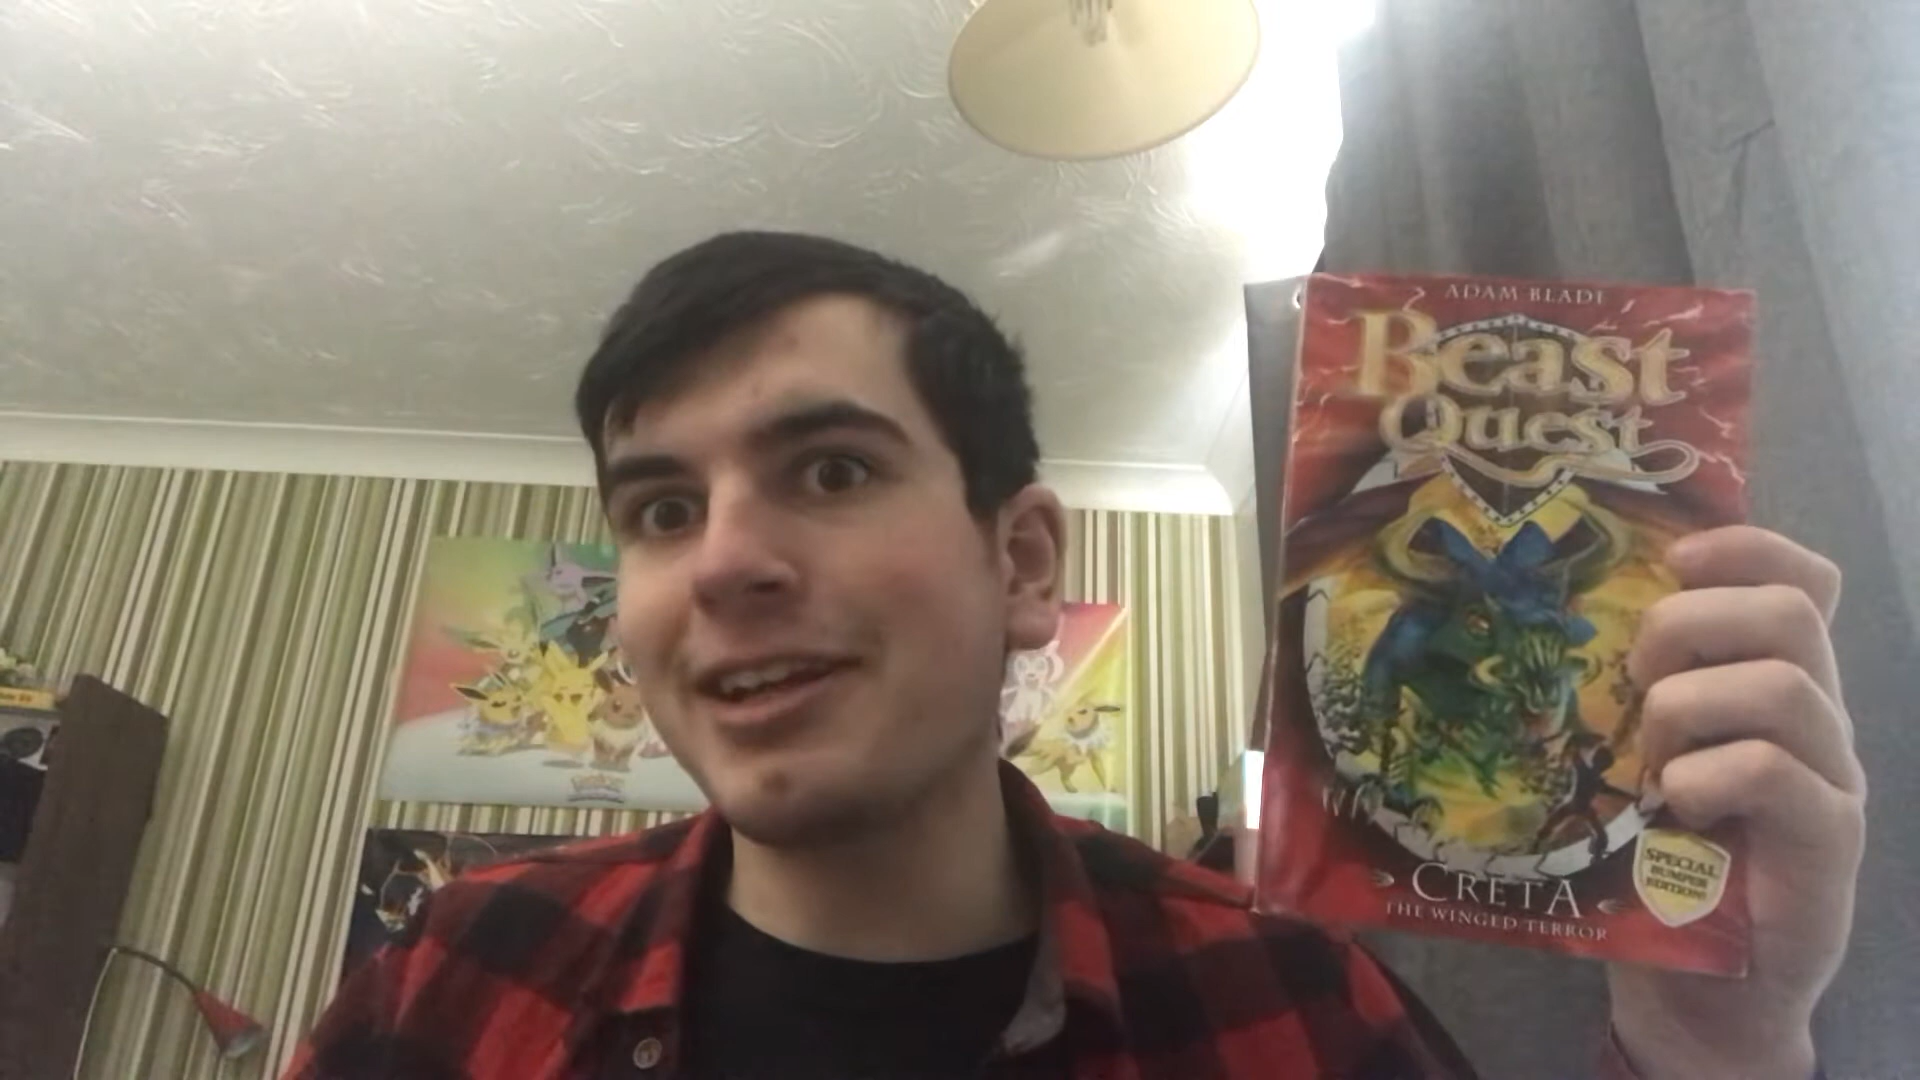 ADAM BLADE
Beast
Quest
CRETA
THE WINGED TERROR
SPECIAL
BUMPER
EDITION!